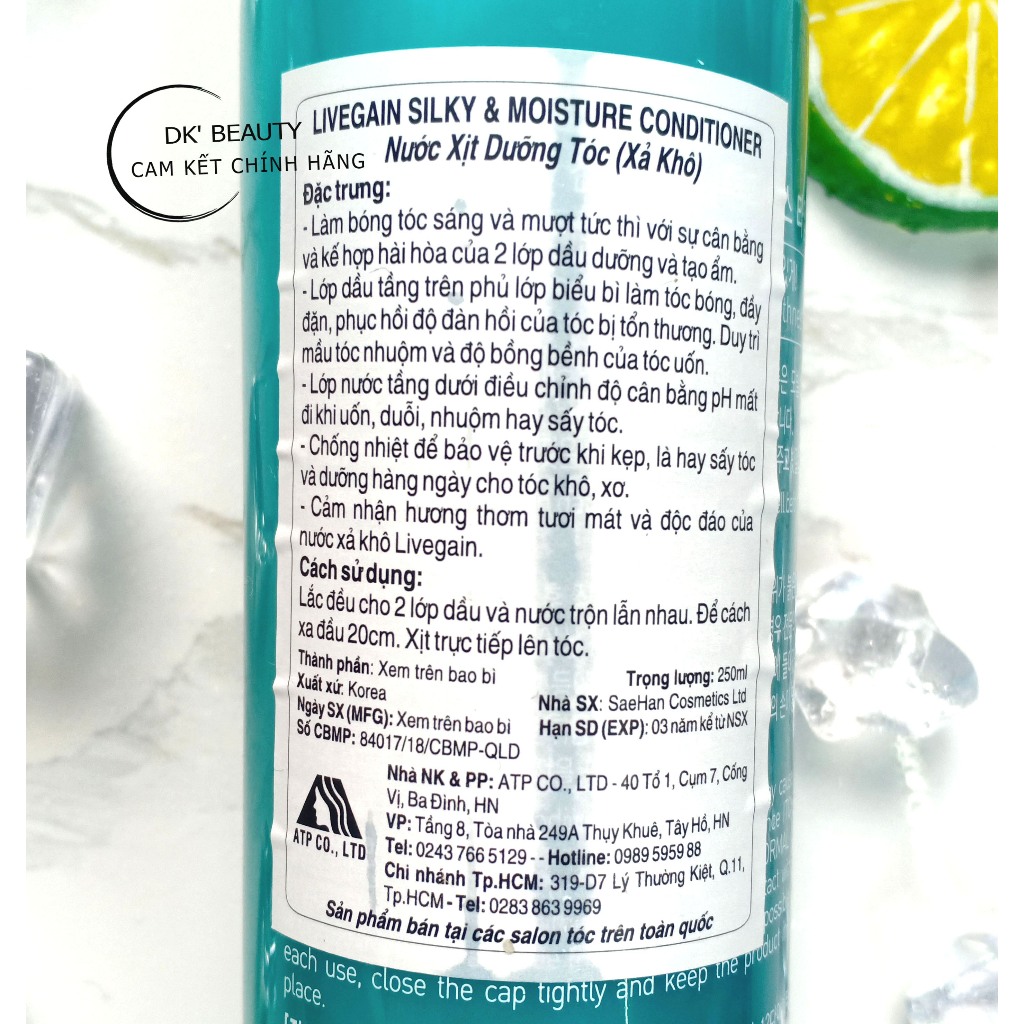 DK' BEAUTY
CAM KẾT CHÍNH HÃNG
LIVEGAIN SILKY & MOISTURE CONDITIONER
Nước Xịt Dưỡng Tóc (Xả Khô)
Đặc trưng:
- Làm bóng tóc sáng và mượt tức thì với sự cân bằng
và kế hợp hài hòa của 2 lớp dầu dưỡng và tạo ẩm.
- Lớp dầu tầng trên phủ lớp biểu bì làm tóc bóng, đầy
đặn, phục hồi độ đàn hồi của tóc bị tổn thương. Duy trì
mầu tóc nhuộm và độ bồng bềnh của tóc uốn.
- Lớp nước tầng dưới điều chỉnh độ cân bằng pH mất
đi khi uốn, duỗi, nhuộm hay sấy tóc.
- Chống nhiệt để bảo vệ trước khi kẹp, là hay sấy tóc
và dưỡng hàng ngày cho tóc khô, xơ.
- Cảm nhận hương thơm tươi mát và độc đáo của
nước xả khô Livegain.
Cách sử dụng:
Lắc đều cho 2 lớp dầu và nước trộn lẫn nhau. Để cách
xa đầu 20cm. Xịt trực tiếp lên tóc.
Thành phần: Xem trên bao bì
Trọng lượng: 250ml
Xuất xứ: Korea
Nhà SX: SaeHan Cosmetics Ltd
Ngày SX (MFG): Xem trên bao bì
Hạn SD (EXP): 03 năm kể từ NSX
Số CBMP: 84017/18/CBMP-QLD
Nhà NK & PP: ATP CO., LTD - 40 Tổ 1, Cụm 7, Cống
Vị, Ba Đình, HN
VP: Tầng 8, Tòa nhà 249A Thụy Khuê, Tây Hồ, HN
Tel: 0243 766 5129 - - Hotline: 0989 5959 88
Chi nhánh Tp.HCM: 319-D7 Lý Thường Kiệt, Q.11,
Tp.HCM - Tel: 0283 863 9969
ATP CO., LTD
Sản phẩm bán tại các salon tóc trên toàn quốc
each use, close the cap tightly and keep the product
place.